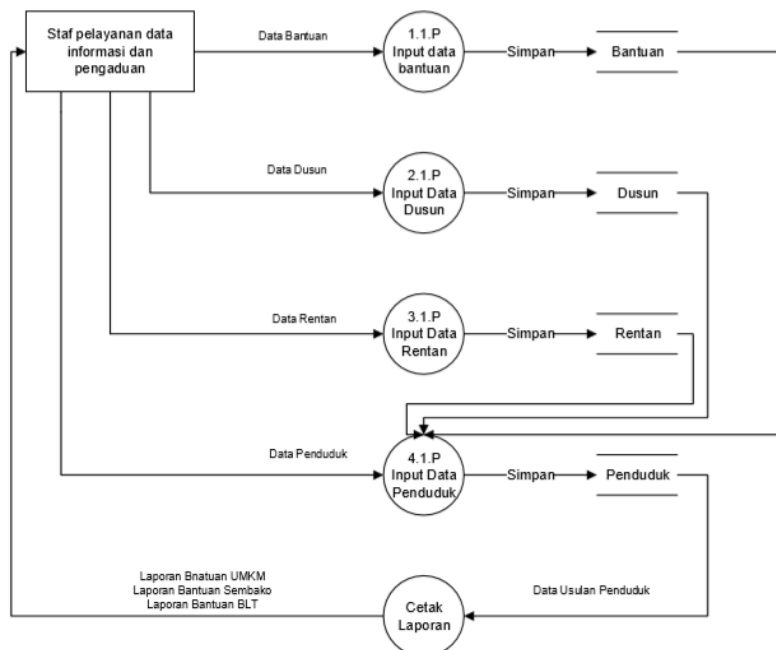 Staf pelayanan data
informasi dan
pengaduan
Data Bantuan
1.1.P
Input data
bantuan
Simpan
Bantuan
Data Dusun
2.1.P
Input Data
Dusun
Simpan
Dusun
Data Rentan
3.1.P
Input Data
Rentan
Simpan
Rentan
Data Penduduk
4.1.P
Input Data
Penduduk
Simpan
Penduduk
Laporan Bnatuan UMKM
Laporan Bantuan Sembako
Laporan Bantuan BLT
Cetak
Laporan
Data Usulan Penduduk